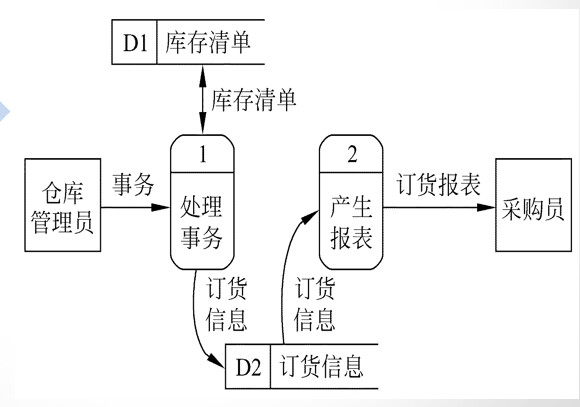 D1 库存清单
库存清单
1
2
仓库
管理员
事务
处理
事务
产生
报表
订货报表
采购员
订货
信息
订货
信息
D2 订货信息